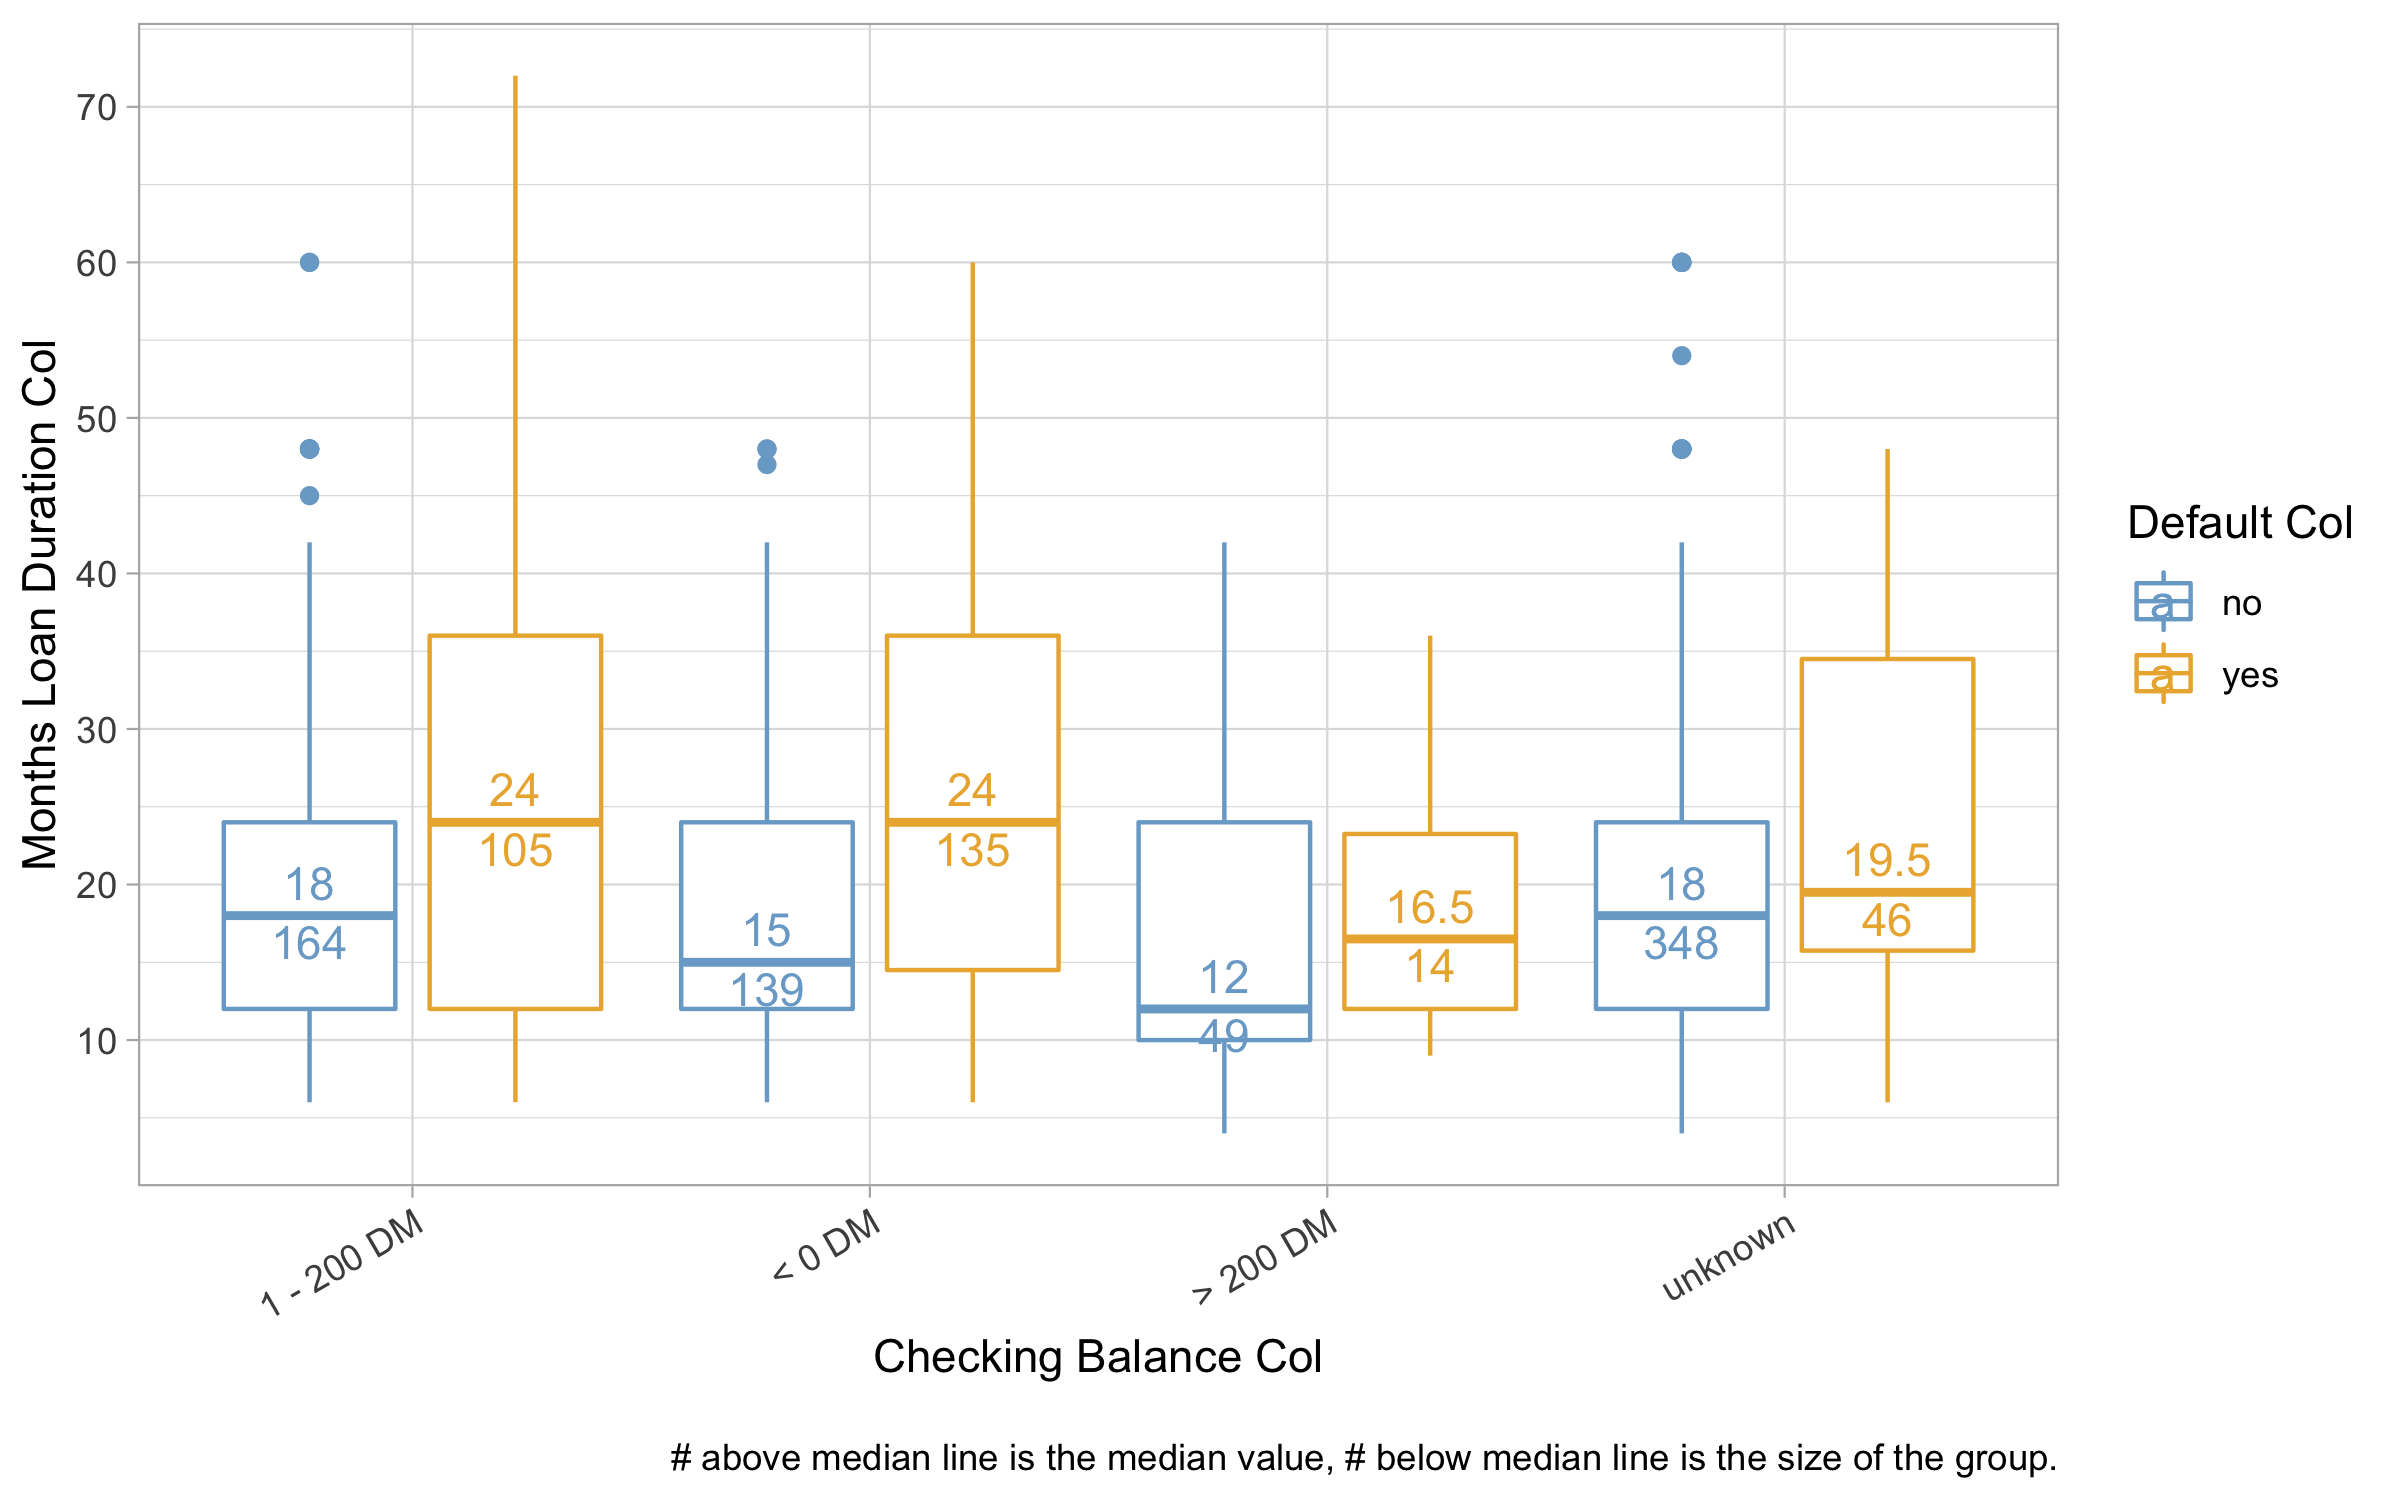 70
60
50
40
30
20
10
Months Loan Duration Col
18
164
24
105
15
139
24
135
12
49
16.5
14
18
348
19.5
46
1 - 200 DM
< 0 DM
> 200 DM
unknown
Checking Balance Col
Default Col
a no
a yes
# above median line is the median value, # below median line is the size of the group.